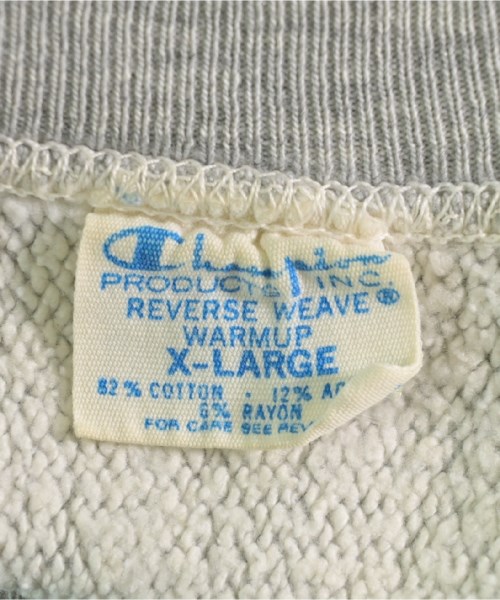 Champion
PRODUCTS, INC.
REVERSE WEAVE®
WARMUP
X-LARGE
82% COTTON · 12% AC
6% RAYON
FOR CARE SEE REV